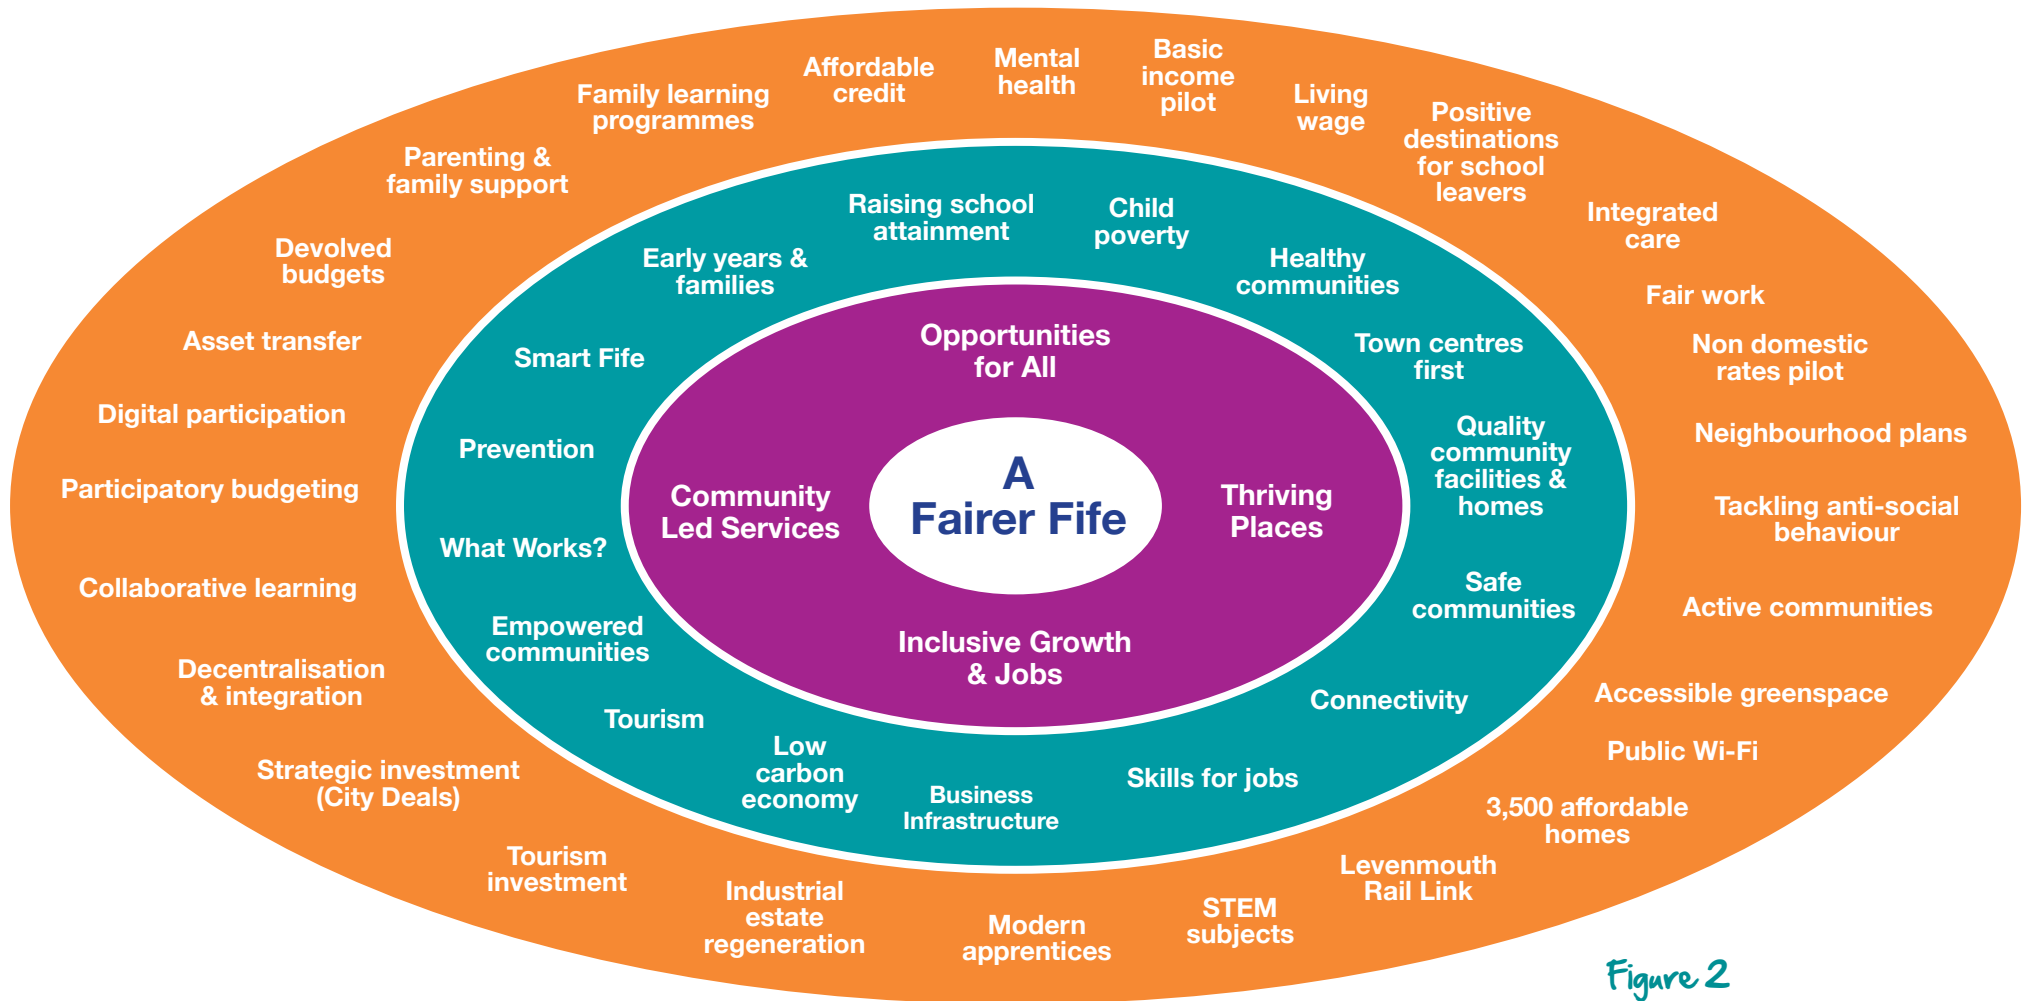 A
Fairer Fife
Opportunities
for All
Thriving
Places
Inclusive Growth
& Jobs
Community
Led Services
Raising school
attainment
Child
poverty
Healthy
communities
Town centres
first
Quality
community
facilities &
homes
Safe
communities
Connectivity
Skills for jobs
Business
Infrastructure
Low
carbon
economy
Tourism
Empowered
communities
What Works?
Prevention
Smart Fife
Early years &
families
Mental
health
Basic
income
pilot
Living
wage
Positive
destinations
for school
leavers
Integrated
care
Fair work
Non domestic
rates pilot
Neighbourhood plans
Tackling anti-social
behaviour
Active communities
Accessible greenspace
Public Wi-Fi
3,500 affordable
homes
Levenmouth
Rail Link
STEM
subjects
Modern
apprentices
Industrial
estate
regeneration
Tourism
investment
Strategic investment
(City Deals)
Decentralisation
& integration
Collaborative learning
Participatory budgeting
Digital participation
Asset transfer
Devolved
budgets
Parenting &
family support
Family learning
programmes
Affordable
credit
Figure 2